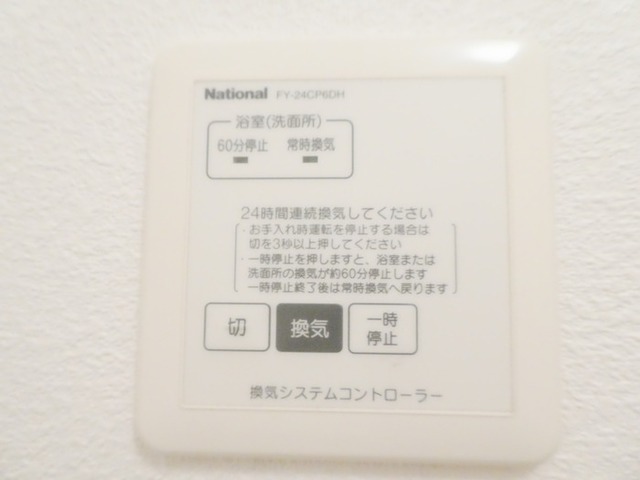 National FY-24CP6DH
浴室(洗面所)
60分停止 常時換気
24時間連続換気してください
・お手入れ時運転を停止する場合は
切を3秒以上押してください
・一時停止を押しますと、浴室または
洗面所の換気が約60分停止します
一時停止終了後は常時換気へ戻ります
切 換気 一時
停止
換気システムコントローラー